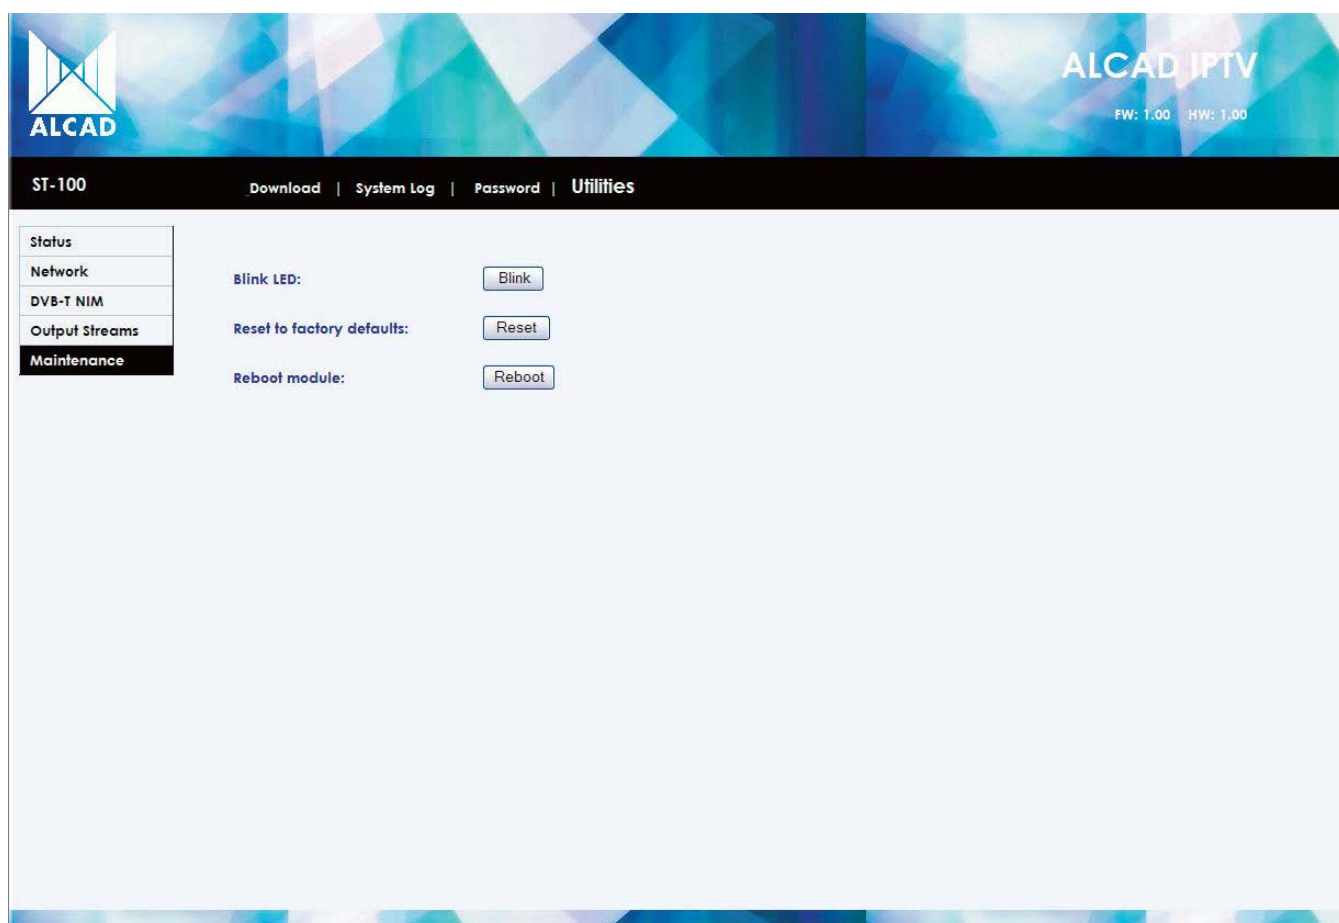 ALCAD
ALCAD IPTV
FW: 1.00 HW: 1.00
ST-100
Download | System Log | Password | Utilities
Status
Network
DVB-T NIM
Output Streams
Maintenance
Blink LED: Blink
Reset to factory defaults: Reset
Reboot module: Reboot